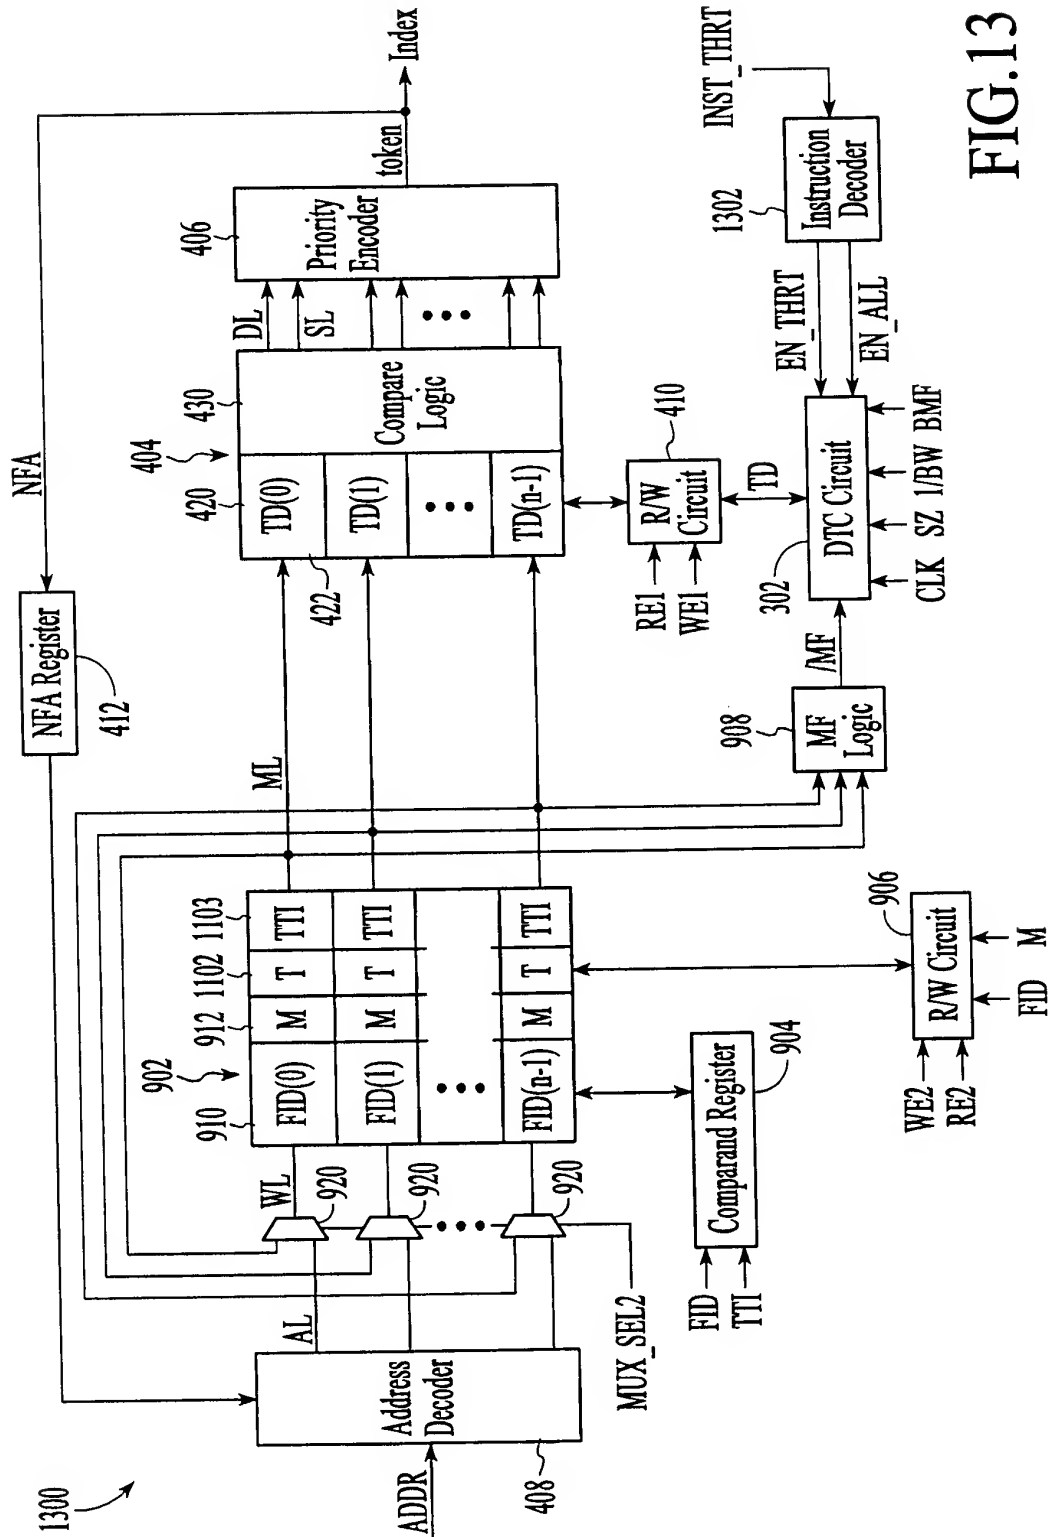 1300
NFA
NFA Register
412
token
Index
406
Priority
Encoder
DL
SL
404
430
Compare
Logic
420
TD(0)
TD(1)
TD(n-1)
422
ML
902
910
912
1102
1103
FID(0)
M
T
TTI
FID(1)
M
T
TTI
FID(n-1)
M
T
TTI
WL
920
920
920
AL
Address
Decoder
408
ADDR
MUX_SEL2
FID
TTI
Comparand Register
904
906
R/W Circuit
WE2
RE2
FID
M
908
MF
Logic
/MF
410
R/W
Circuit
RE1
WE1
TD
302
DTC Circuit
CLK
SZ
1/BW
BMF
EN_THRT
EN_ALL
1302
Instruction
Decoder
INST_THRT
FIG.13